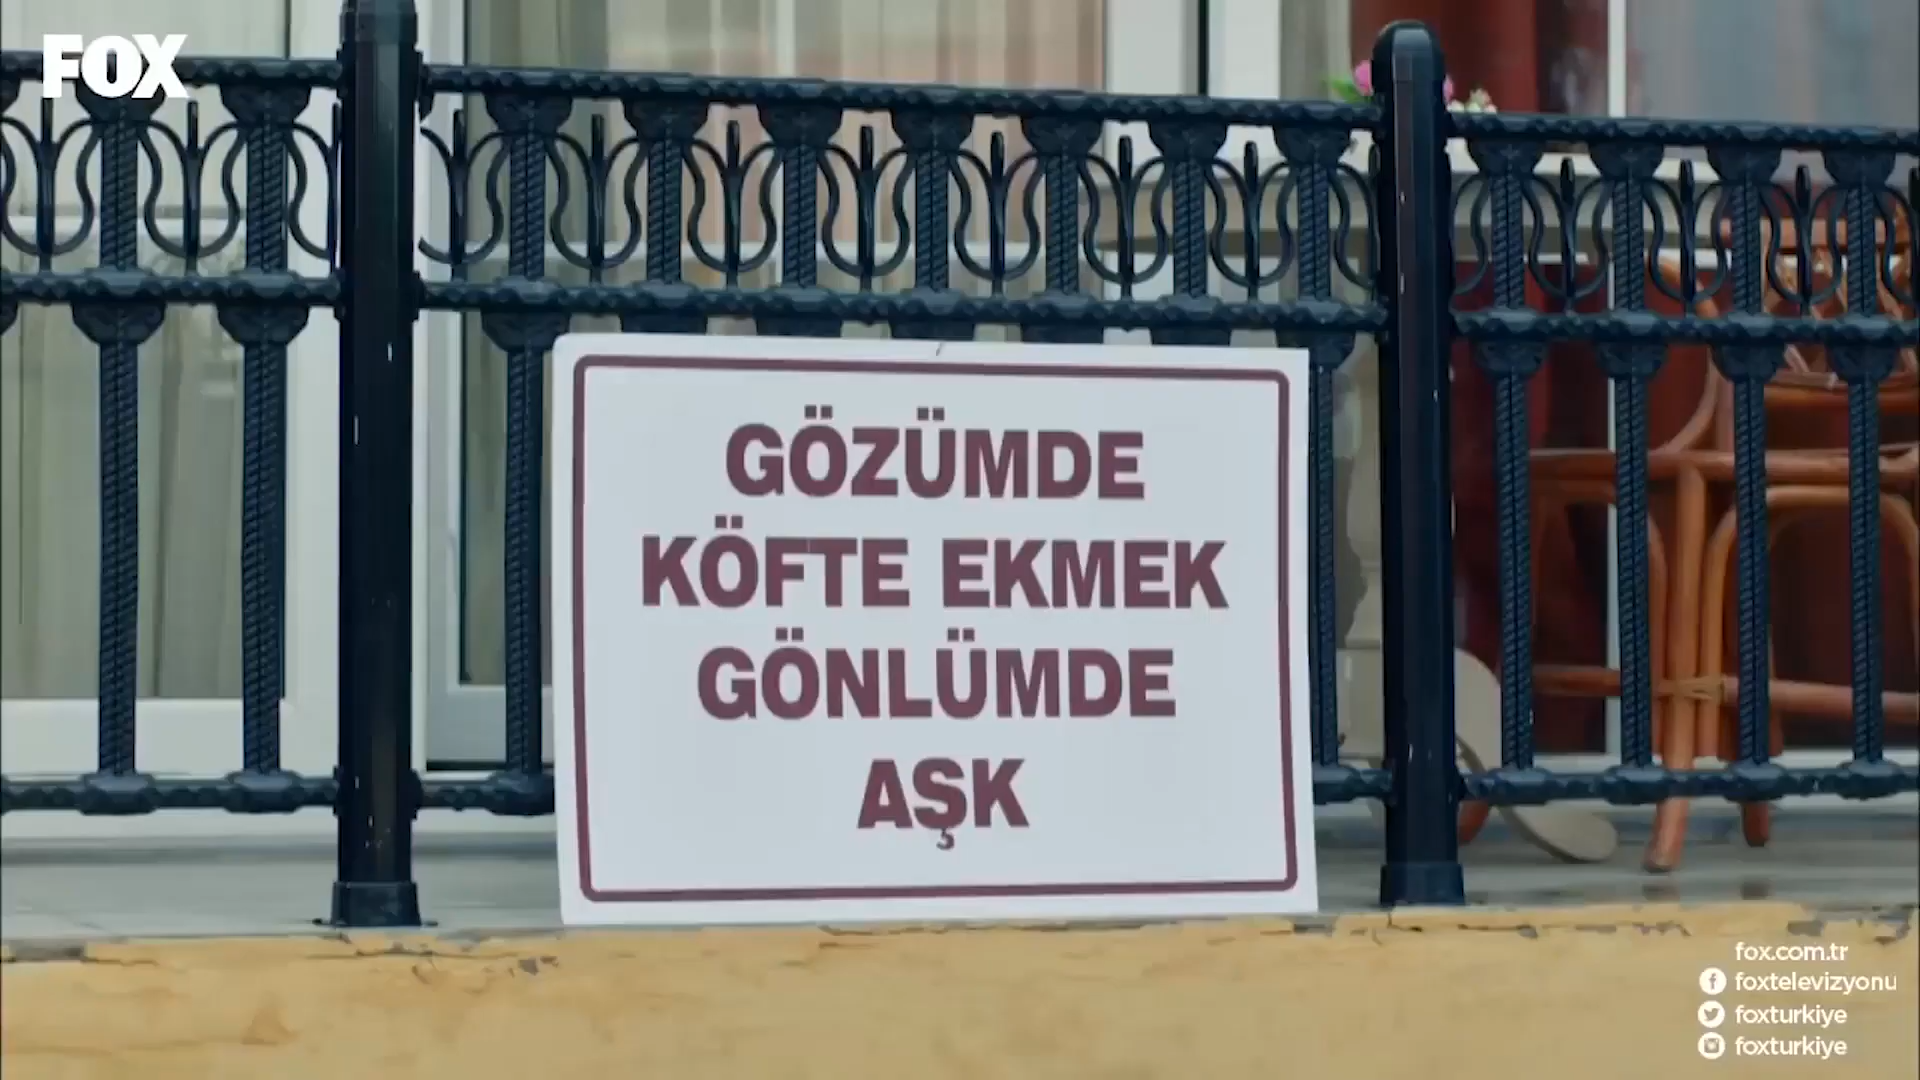 FOX
GÖZÜMDE
KÖFTE EKMEK
GÖNLÜMDE
AŞK
fox.com.tr
foxtelevizyonu
foxturkiye
foxturkiye